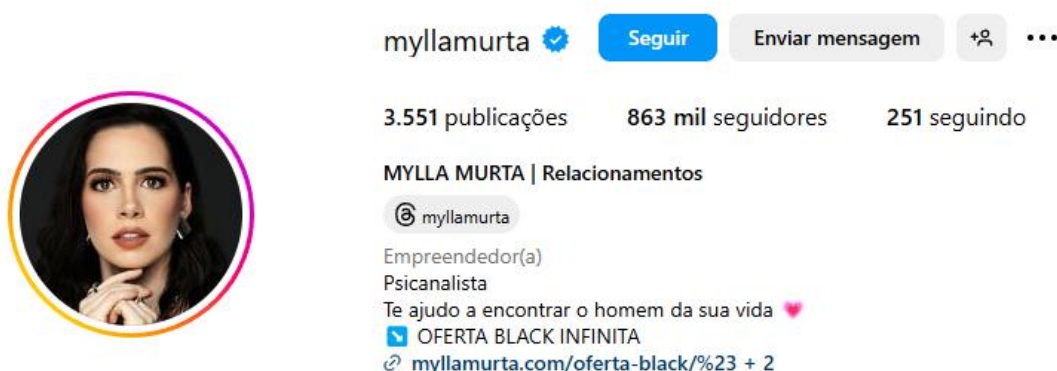 myllamurta Seguir Enviar mensagem
3.551 publicações 863 mil seguidores 251 seguindo
MYLLA MURTA | Relacionamentos
myllamurta
Empreendedor(a)
Psicanalista
Te ajudo a encontrar o homem da sua vida 💗
↘️ OFERTA BLACK INFINITA
myllamurta.com/oferta-black/%23 + 2